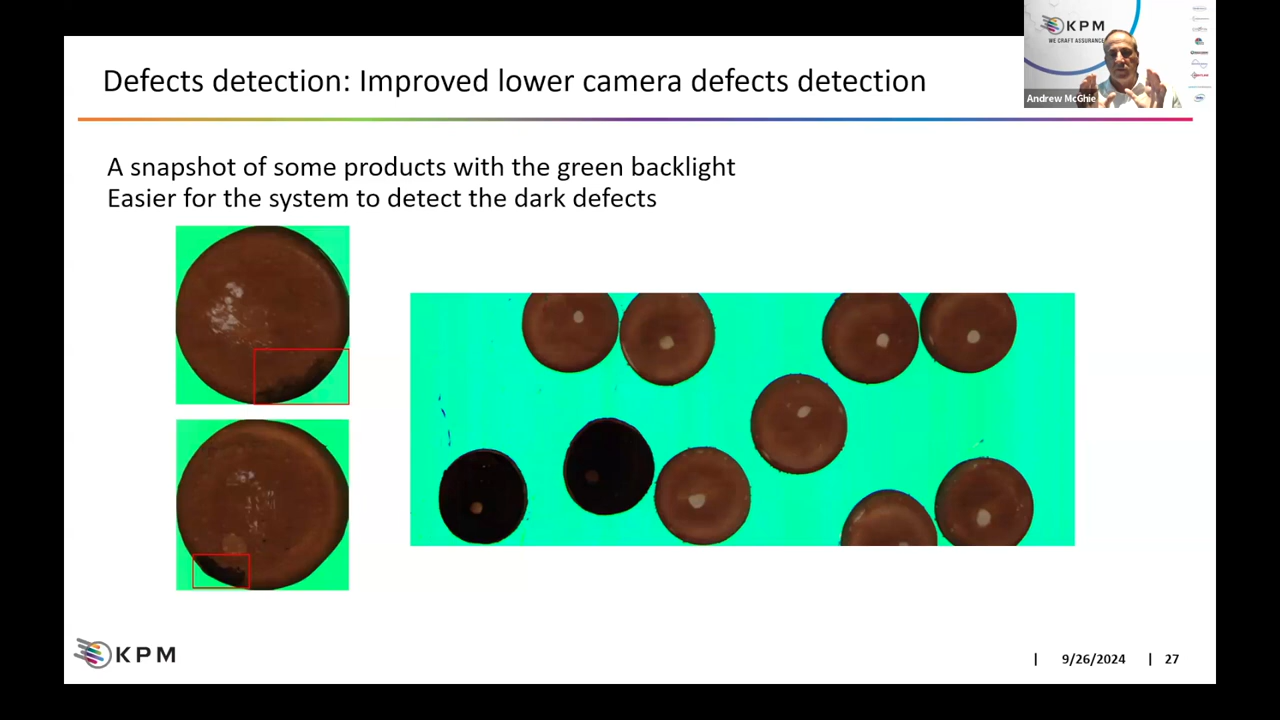 KPM
WE CRAFT ASSURANCE
Andrew McGhie
Defects detection: Improved lower camera defects detection
A snapshot of some products with the green backlight
Easier for the system to detect the dark defects
KPM
| 9/26/2024 | 27